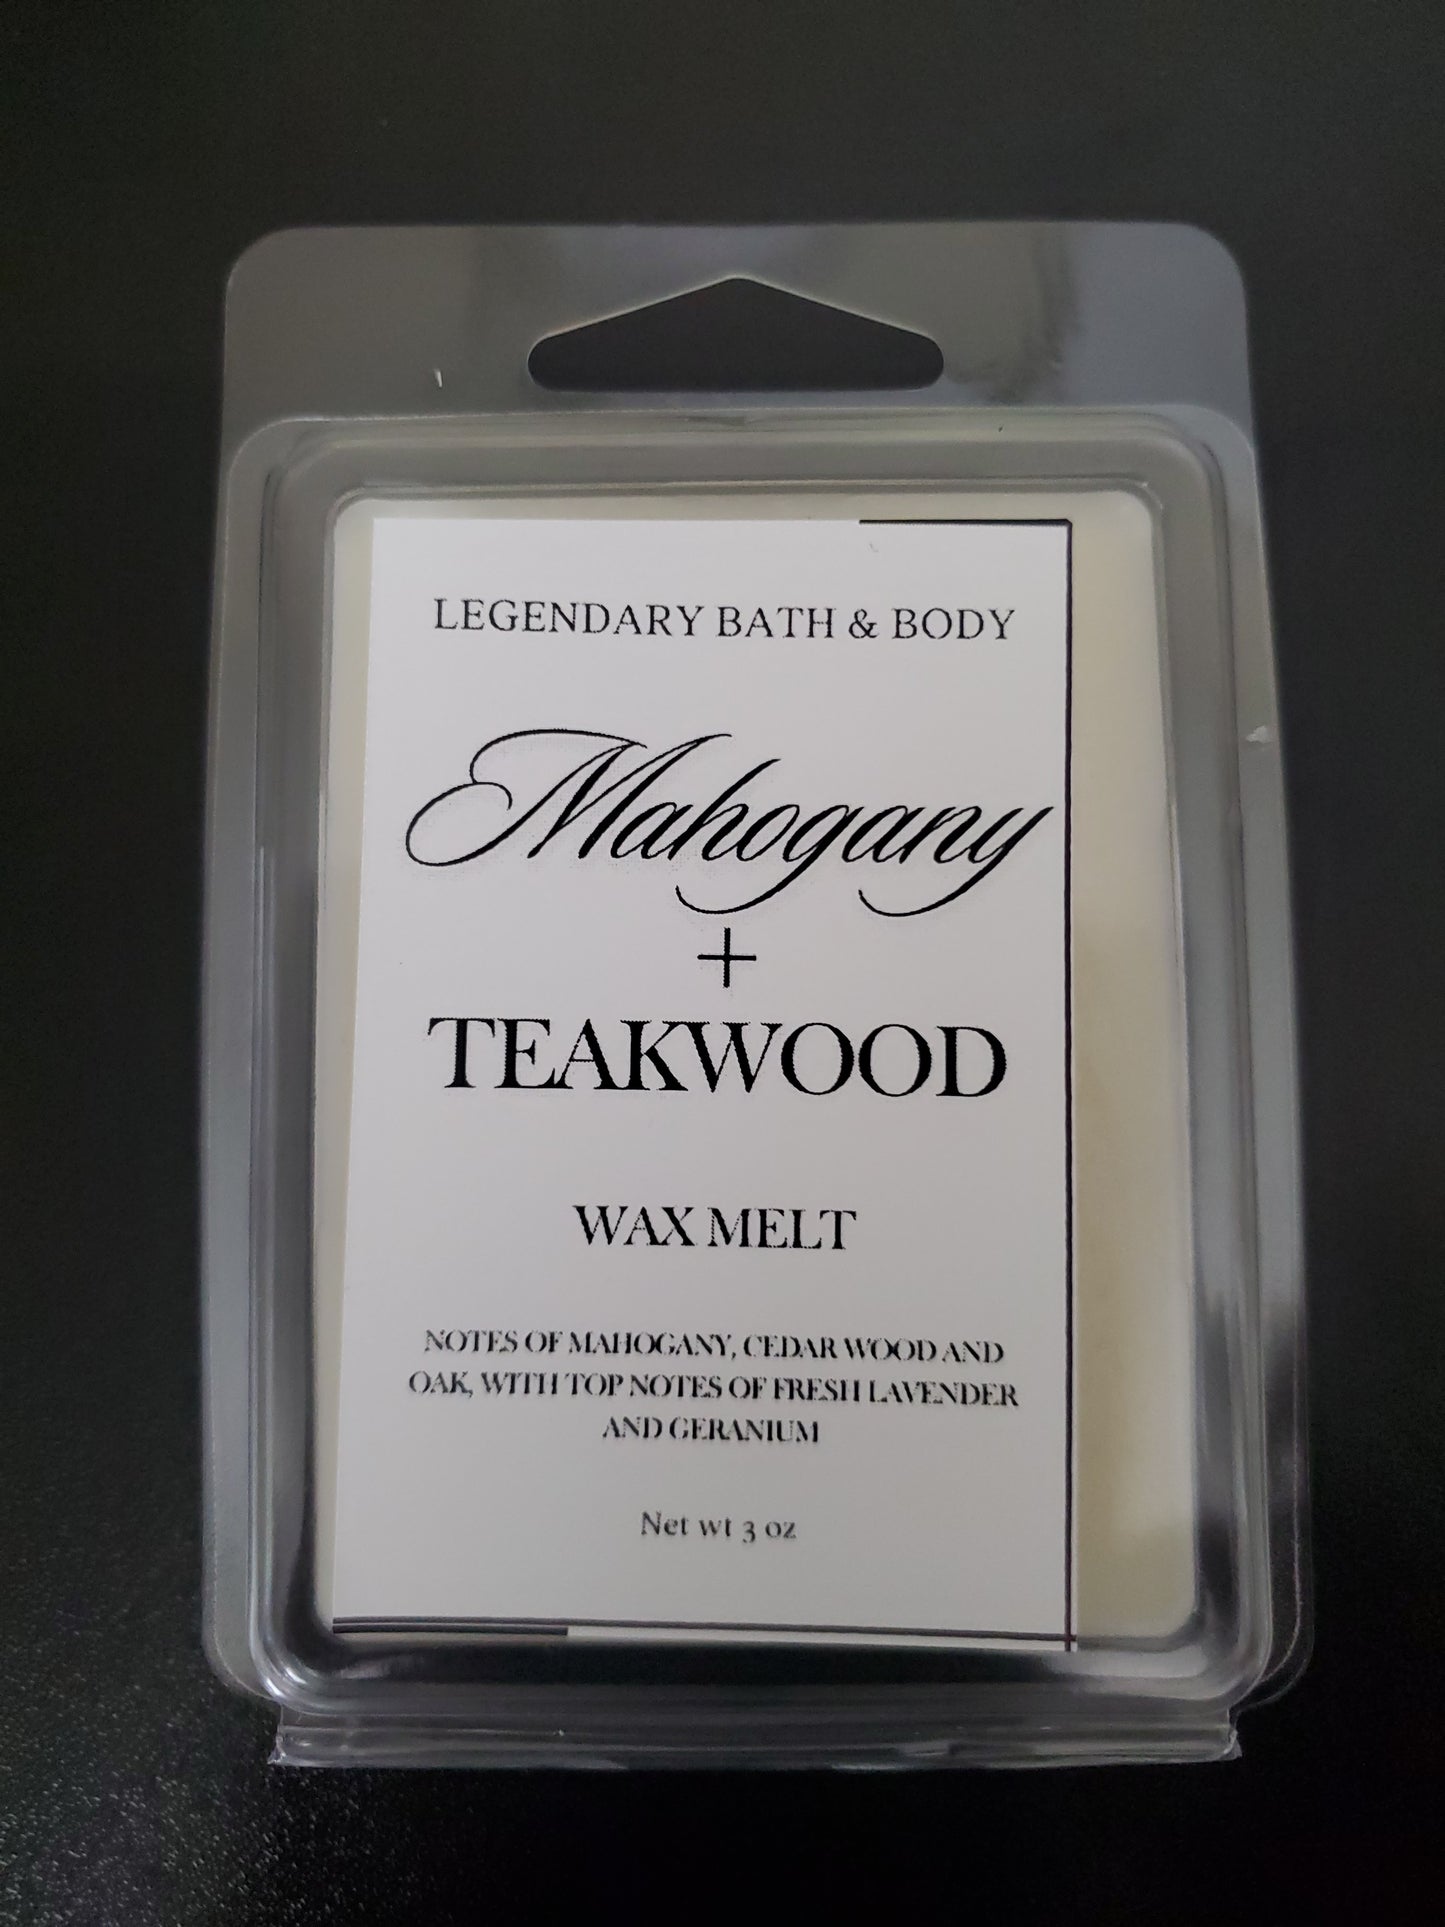 LEGENDARY BATH & BODY
Mahogany
+
TEAKWOOD
WAX MELT
NOTES OF MAHOGANY, CEDAR WOOD AND
OAK, WITH TOP NOTES OF FRESH LAVENDER
AND GERANIUM
Net wt 3 oz